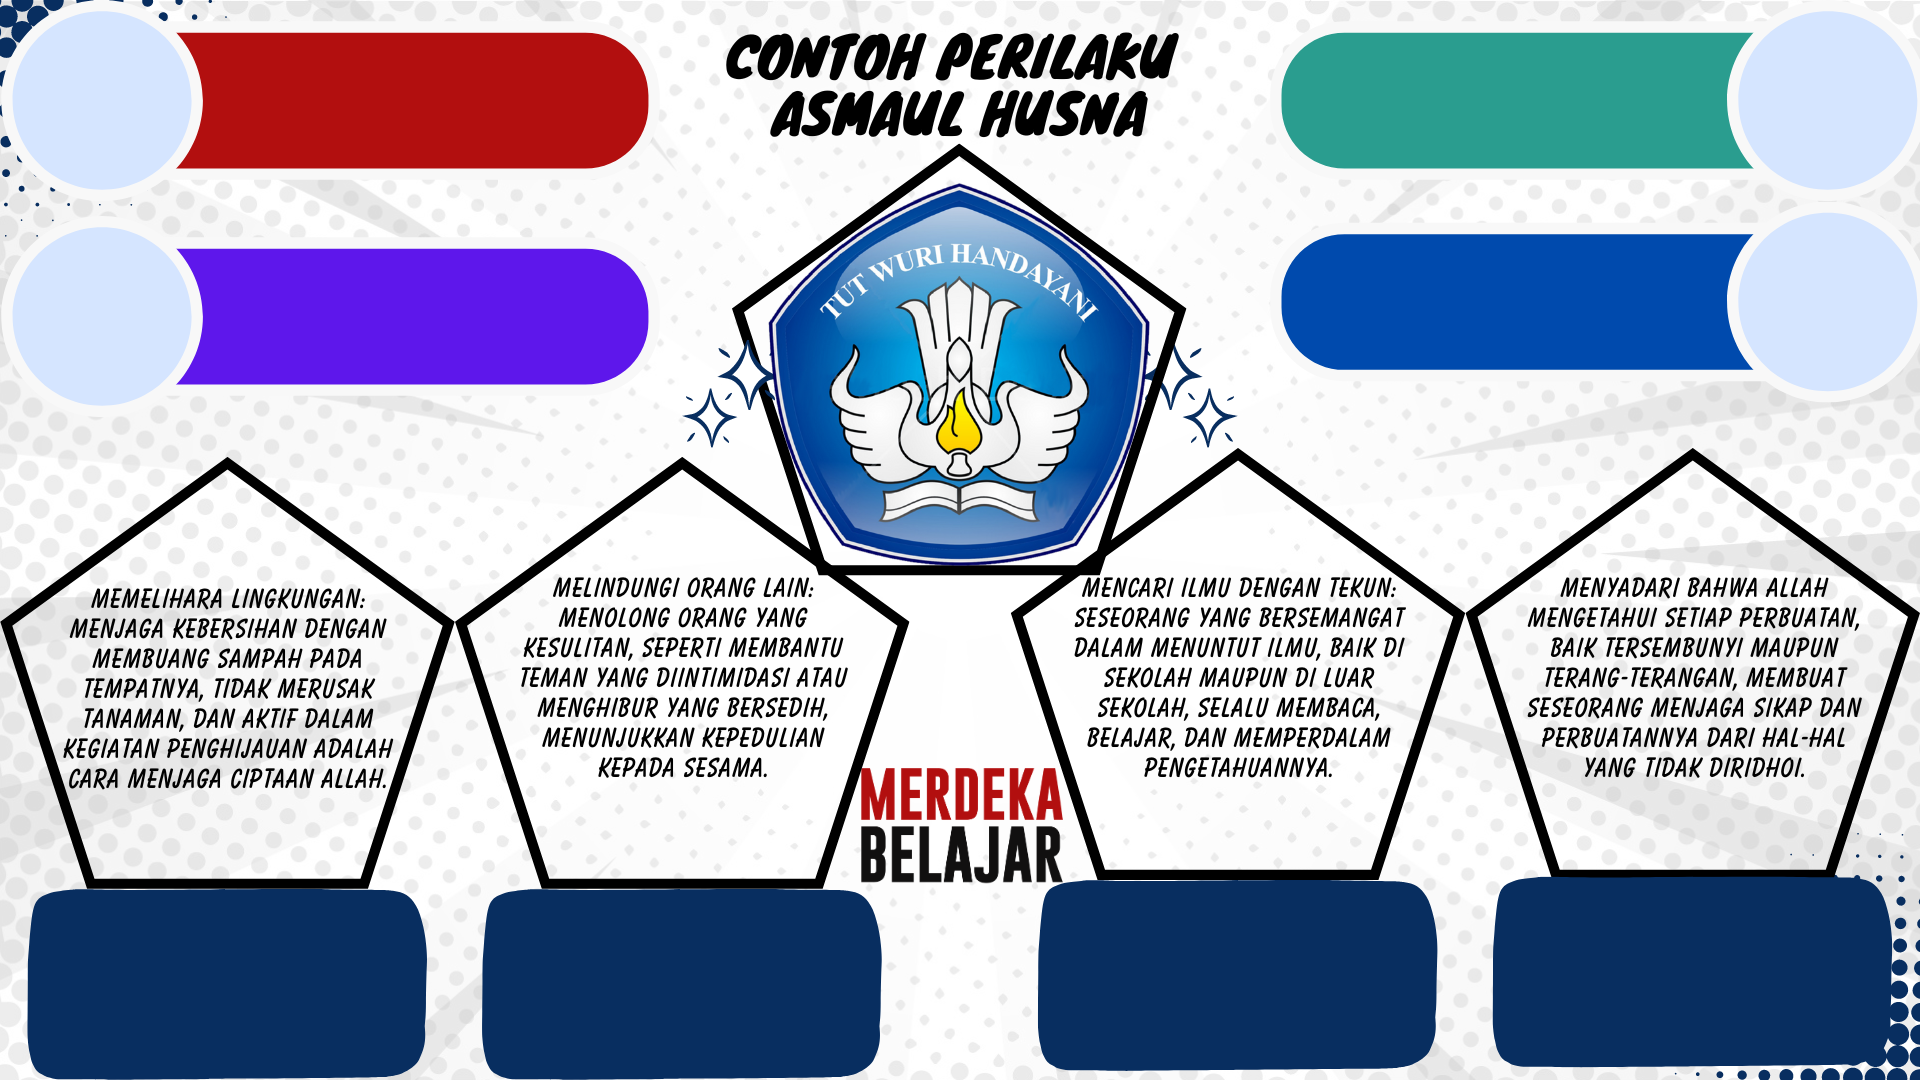 CONTOH PERILAKU
ASMAUL HUSNA
TUT WURI HANDAYANI
MEMELIHARA LINGKUNGAN:
MENJAGA KEBERSIHAN DENGAN
MEMBUANG SAMPAH PADA
TEMPATNYA, TIDAK MERUSAK
TANAMAN, DAN AKTIF DALAM
KEGIATAN PENGHIJAUAN ADALAH
CARA MENJAGA CIPTAAN ALLAH.
MELINDUNGI ORANG LAIN:
MENOLONG ORANG YANG
KESULITAN, SEPERTI MEMBANTU
TEMAN YANG DIINTIMIDASI ATAU
MENGHIBUR YANG BERSEDIH,
MENUNJUKKAN KEPEDULIAN
KEPADA SESAMA.
MENCARI ILMU DENGAN TEKUN:
SESEORANG YANG BERSEMANGAT
DALAM MENUNTUT ILMU, BAIK DI
SEKOLAH MAUPUN DI LUAR
SEKOLAH, SELALU MEMBACA,
BELAJAR, DAN MEMPERDALAM
PENGETAHUANNYA.
MENYADARI BAHWA ALLAH
MENGETAHUI SETIAP PERBUATAN,
BAIK TERSEMBUNYI MAUPUN
TERANG-TERANGAN, MEMBUAT
SESEORANG MENJAGA SIKAP DAN
PERBUATANNYA DARI HAL-HAL
YANG TIDAK DIRIDHOI.
MERDEKA
BELAJAR